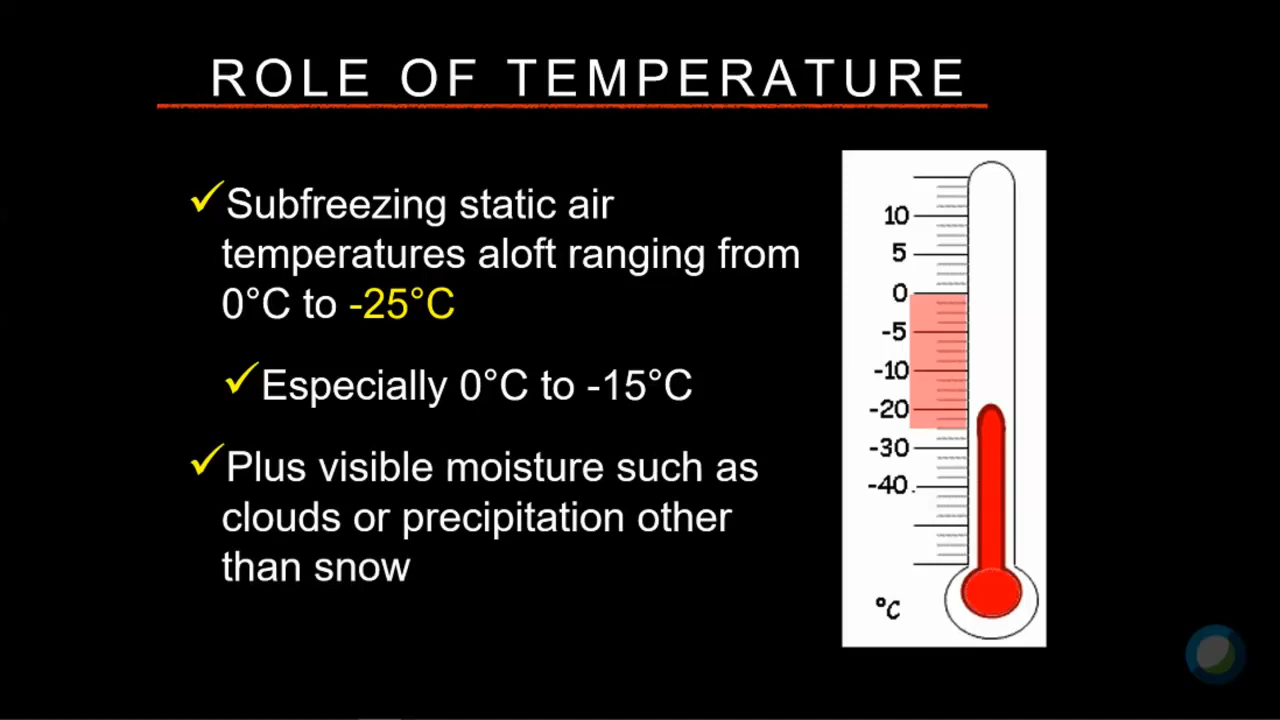 ROLE OF TEMPERATURE
✓Subfreezing static air
temperatures aloft ranging from
0°C to -25°C
✓Especially 0°C to -15°C
✓Plus visible moisture such as
clouds or precipitation other
than snow
10
5
0
-5
-10
-20
-30
-40.
°C